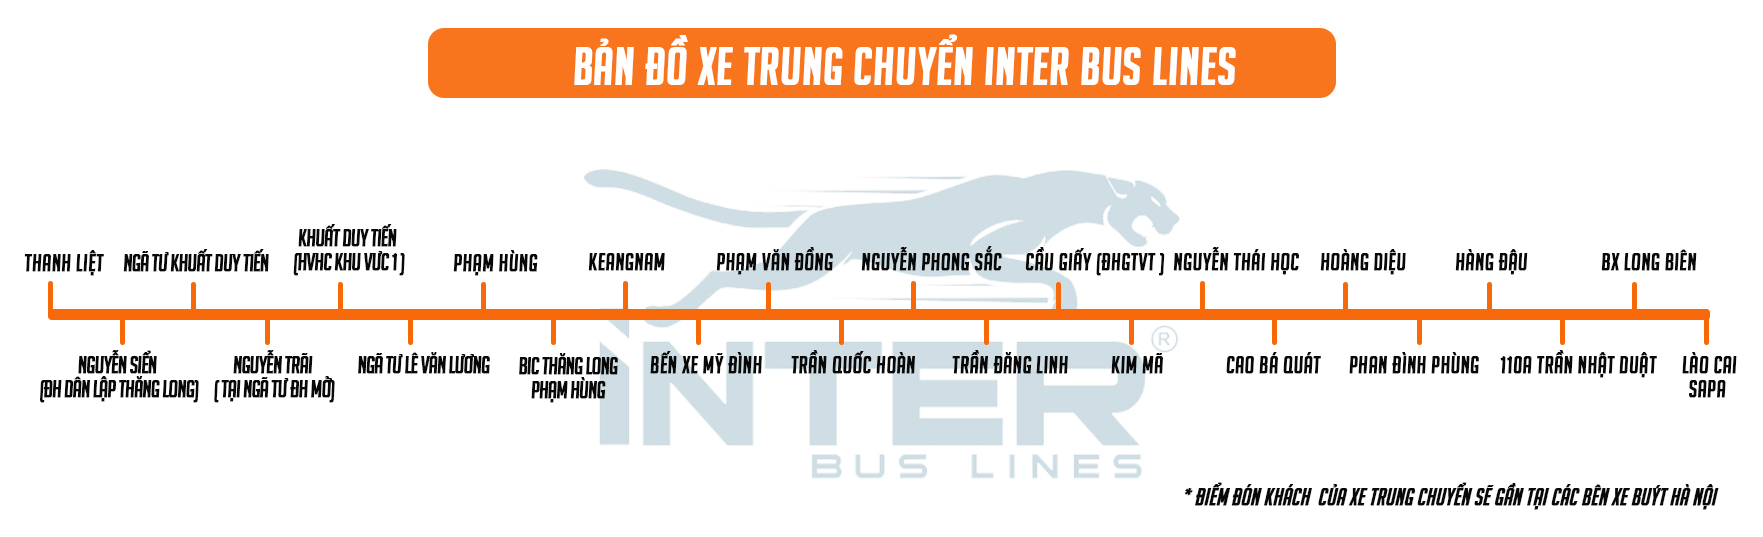 BẢN ĐỒ XE TRUNG CHUYỂN INTER BUS LINES
THANH LIỆT
NGÃ TƯ KHUẤT DUY TIẾN
KHUẤT DUY TIẾN
(HVHC KHU VỰC 1 )
PHẠM HÙNG
KEANGNAM
PHẠM VĂN ĐỒNG
NGUYỄN PHONG SẮC
CẦU GIẤY (ĐHGTVT )
NGUYỄN THÁI HỌC
HOÀNG DIỆU
HÀNG ĐẬU
BX LONG BIÊN
NGUYỄN SIỂN
(ĐH DÂN LẬP THĂNG LONG)
NGUYỄN TRÃI
( TẠI NGÃ TƯ ĐH MỞ)
NGÃ TƯ LÊ VĂN LƯƠNG
BIC THĂNG LONG
PHẠM HÙNG
BẾN XE MỸ ĐÌNH
TRẦN QUỐC HOÀN
TRẦN ĐĂNG LINH
KIM MÃ
CAO BÁ QUÁT
PHAN ĐÌNH PHÙNG
110A TRẦN NHẬT DUẬT
LÀO CAI
SAPA
INTER®
BUS LINES
* ĐIỂM ĐÓN KHÁCH CỦA XE TRUNG CHUYỂN SẼ GẦN TẠI CÁC BÊN XE BUÝT HÀ NỘI